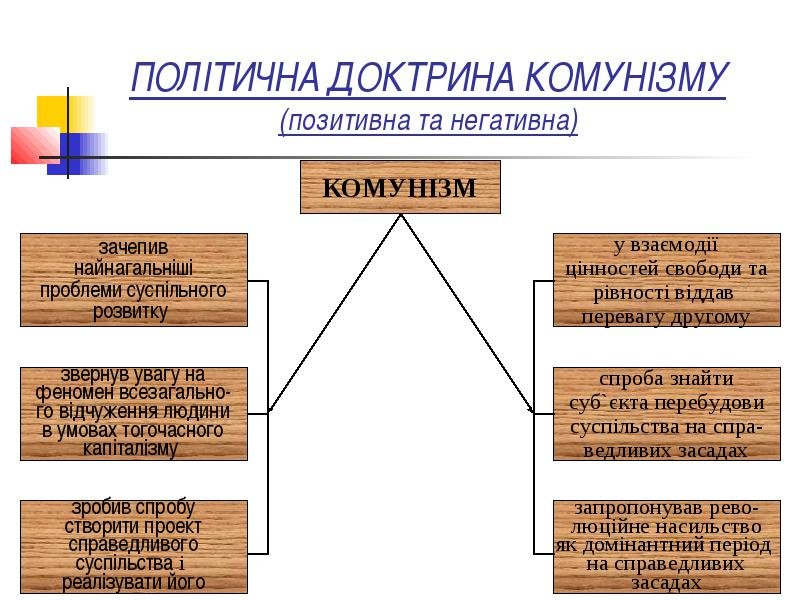 ПОЛІТИЧНА ДОКТРИНА КОМУНІЗМУ
(позитивна та негативна)
КОМУНІЗМ
зачепив
найнагальніші
проблеми суспільного
розвитку
звернув увагу на
феномен всезагально-
го відчуження людини
в умовах тогочасного
капіталізму
зробив спробу
створити проект
справедливого
суспільства і
реалізувати його
у взаємодії
цінностей свободи та
рівності віддав
перевагу другому
спроба знайти
суб`єкта перебудови
суспільства на спра-
ведливих засадах
запропонував рево-
люційне насильство
як домінантний період
на справедливих
засадах